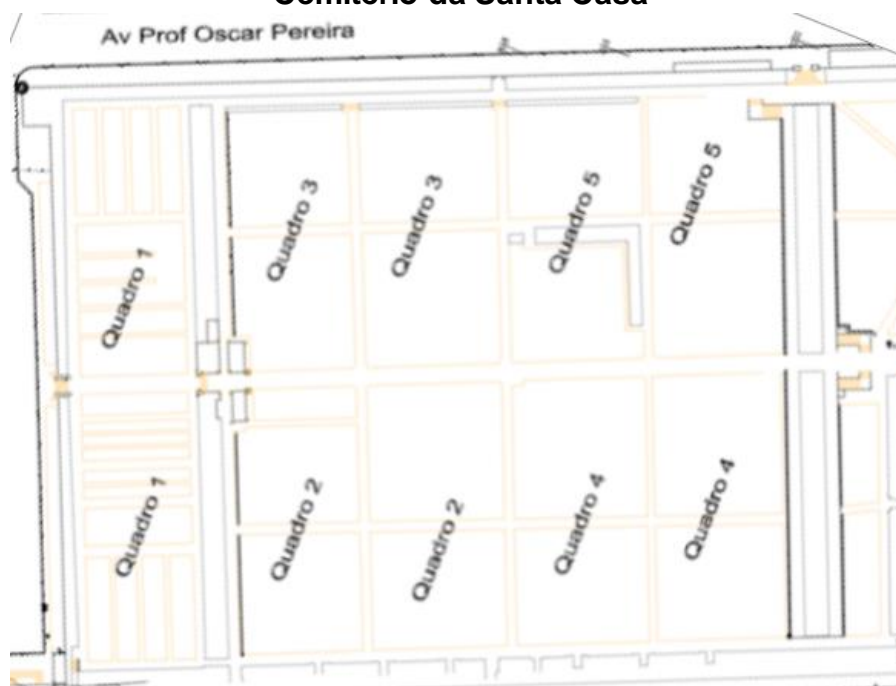 Cemitério da Santa Casa
Av Prof Oscar Pereira
Quadro 3
Quadro 3
Quadro 5
Quadro 5
Quadro 1
Quadro 1
Quadro 2
Quadro 2
Quadro 4
Quadro 4